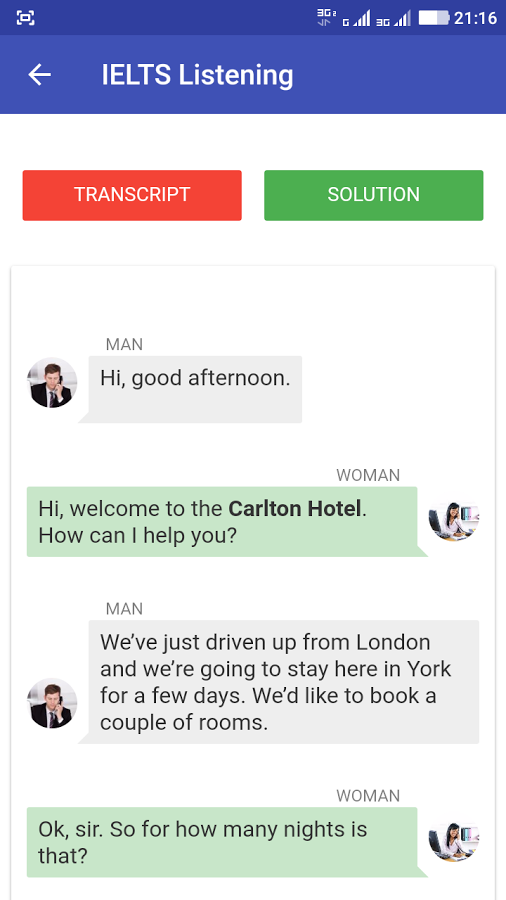 3G 2 G 3G 21:16
IELTS Listening
TRANSCRIPT
SOLUTION
MAN
Hi, good afternoon.
WOMAN
Hi, welcome to the Carlton Hotel.
How can I help you?
MAN
We’ve just driven up from London
and we’re going to stay here in York
for a few days. We’d like to book a
couple of rooms.
WOMAN
Ok, sir. So for how many nights is
that?